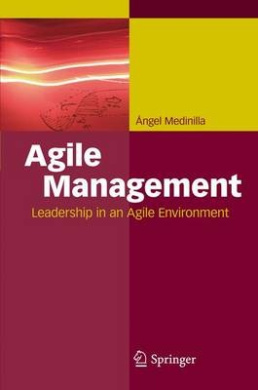 Ángel Medinilla
Agile
Management
Leadership in an Agile Environment
Springer